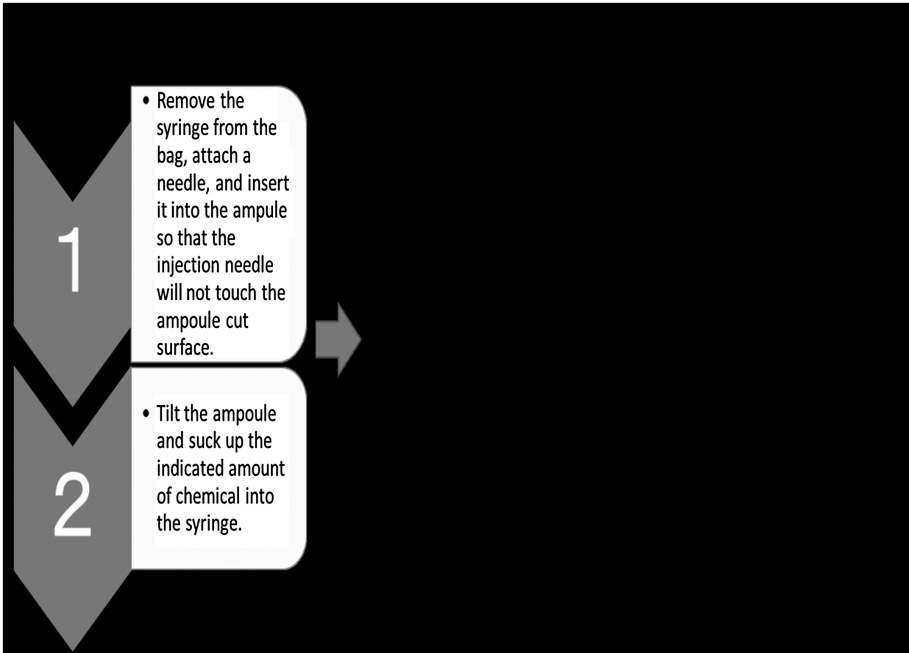 1
• Remove the
syringe from the
bag, attach a
needle, and insert
it into the ampule
so that the
injection needle
will not touch the
ampoule cut
surface.
2
• Tilt the ampoule
and suck up the
indicated amount
of chemical into
the syringe.